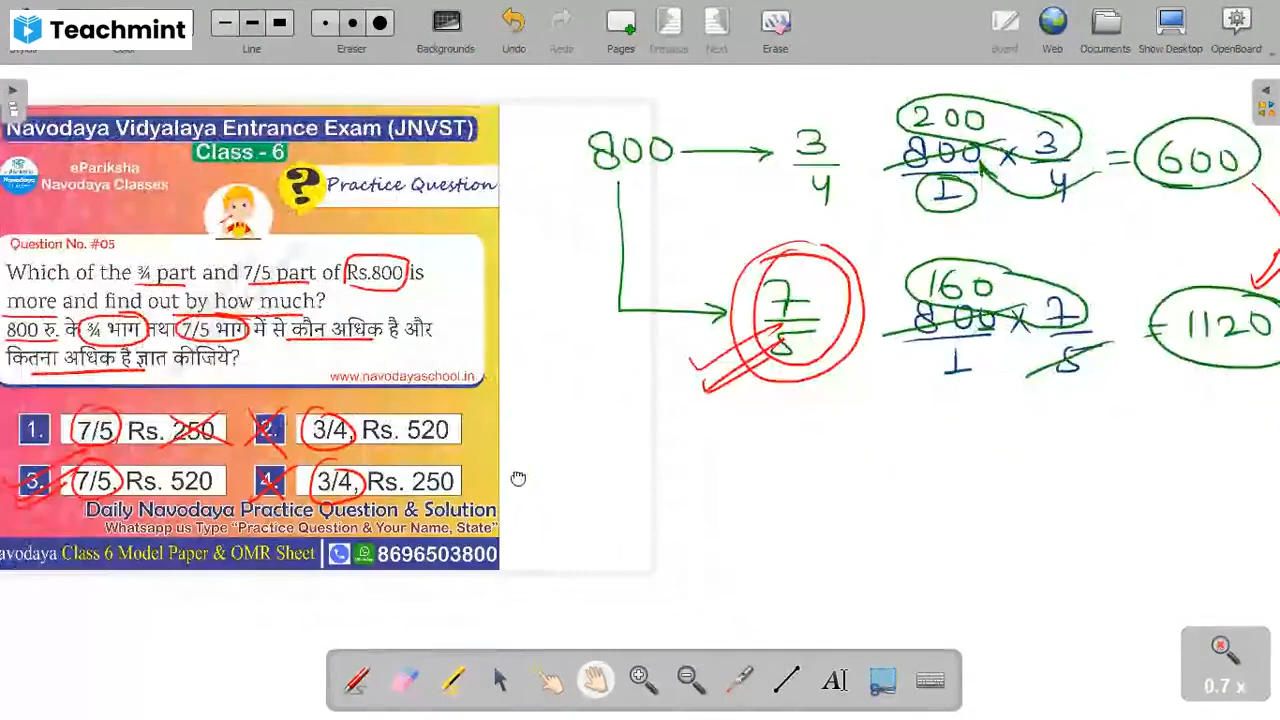 Teachmint
Line
Eraser
Backgrounds
Undo
Redo
Pages
Previous
Next
Erase
Board
Web
Documents
Show Desktop
OpenBoard
Navodaya Vidyalaya Entrance Exam (JNVST)
Class - 6
ePariksha
Navodaya Classes
? Practice Question
Question No. #05
Which of the ¾ part and 7/5 part of Rs.800 is
more and find out by how much?
800 रु. के ¾ भाग तथा 7/5 भाग में से कौन अधिक है और
कितना अधिक है ज्ञात कीजिये?
www.navodayaschool.in
1. 7/5, Rs. 250
2. 3/4, Rs. 520
3. 7/5, Rs. 520
4. 3/4, Rs. 250
Daily Navodaya Practice Question & Solution
Whatsapp us Type "Practice Question & Your Name, State"
avodaya Class 6 Model Paper & OMR Sheet 8696503800
800 → 3/4
200
800/1 × 3/4 = 600
7/5
160
800/1 × 7/5 = 1120
AI
0.7 x